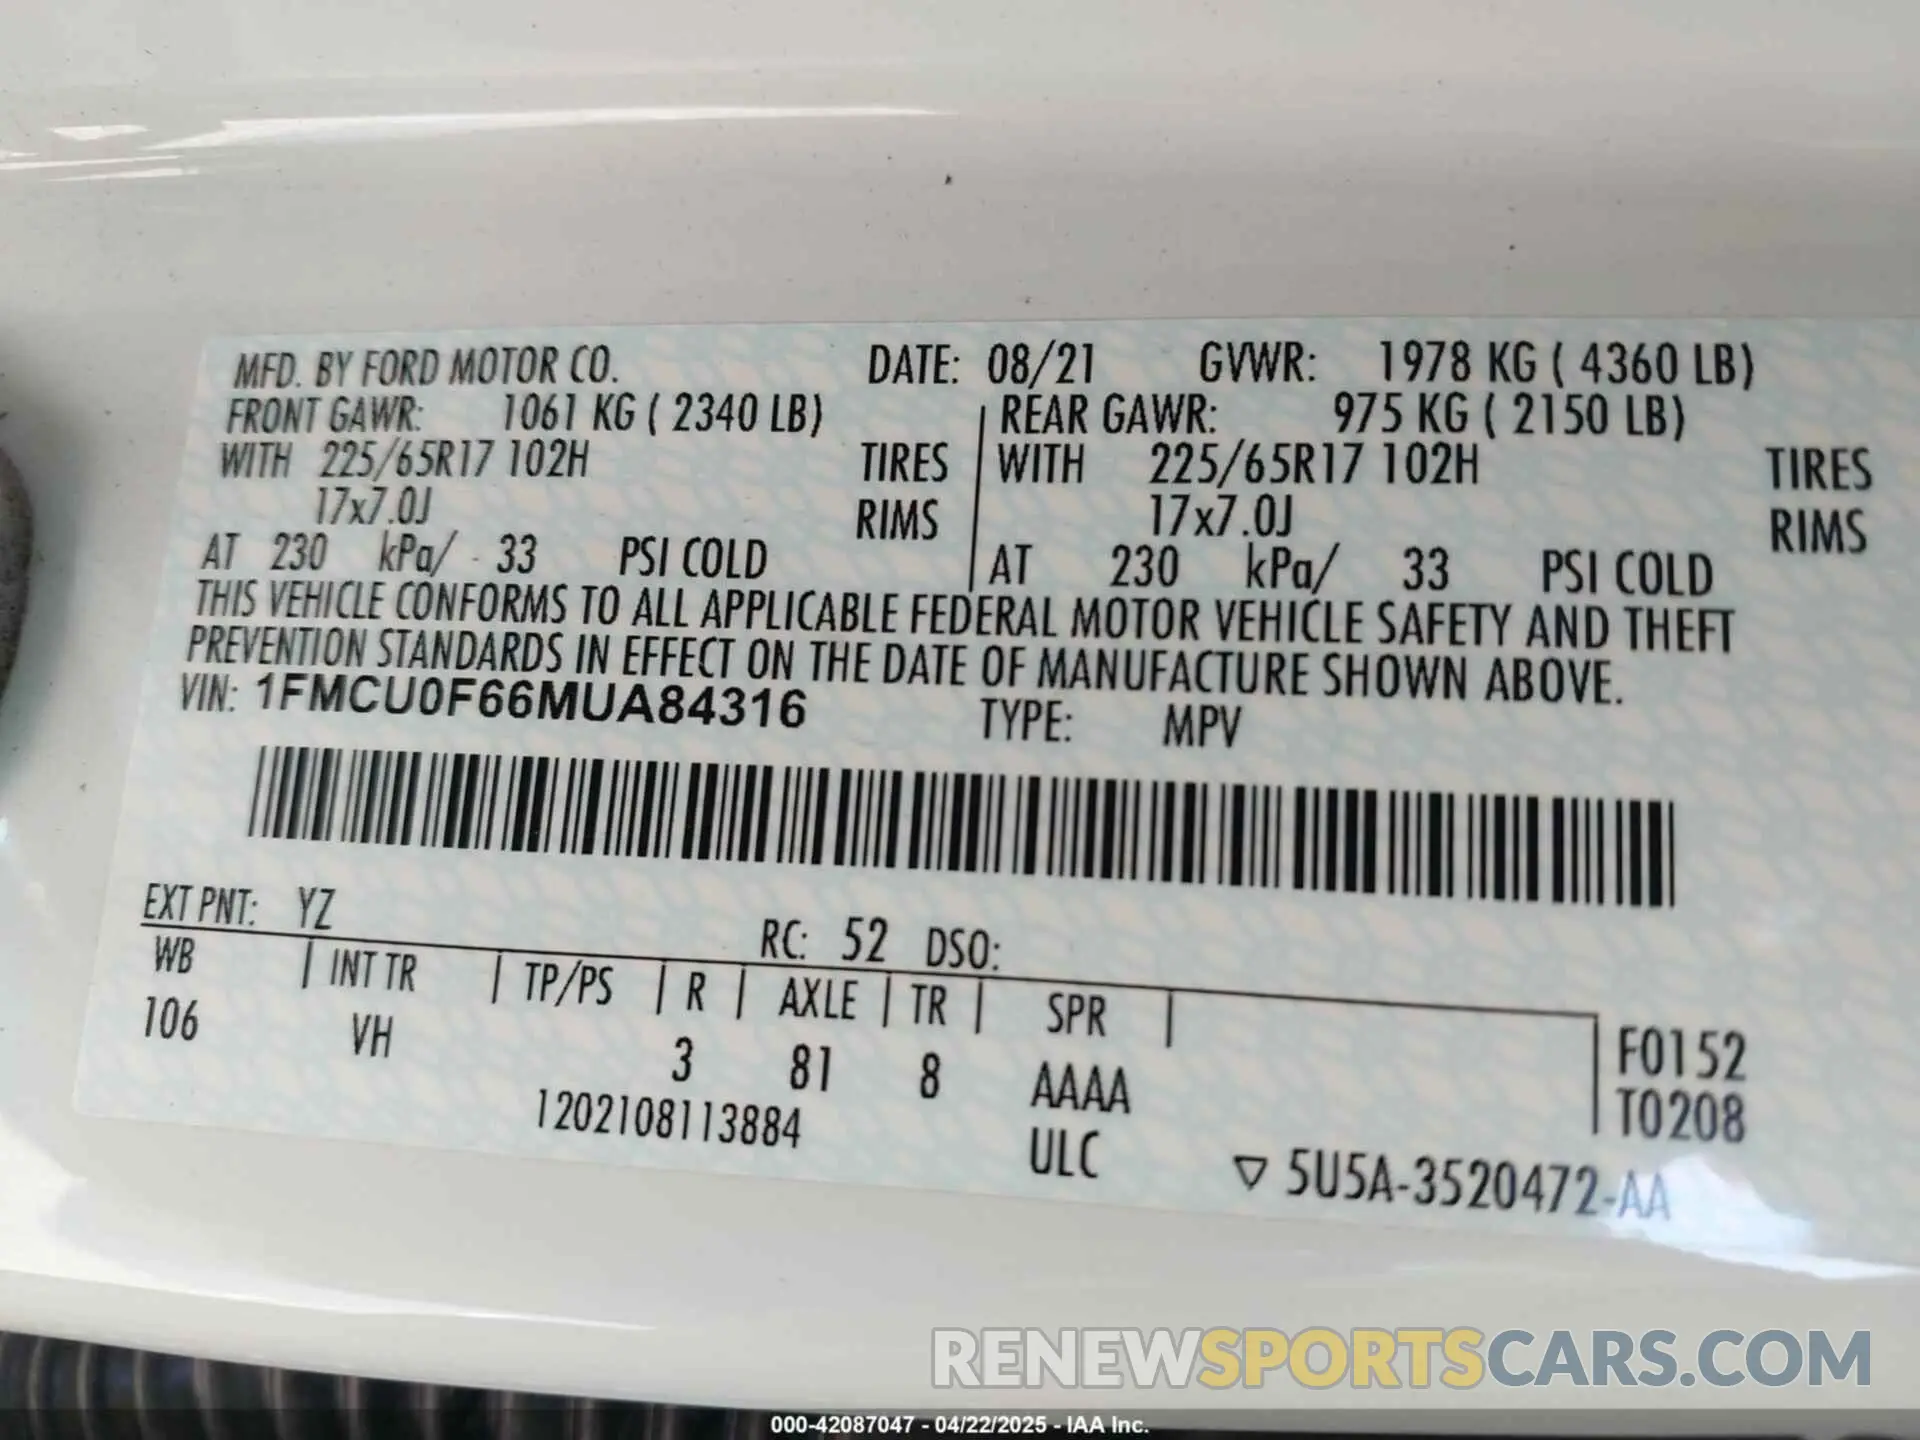 MFD. BY FORD MOTOR CO. DATE: 08/21 GVWR: 1978 KG ( 4360 LB)
FRONT GAWR: 1061 KG ( 2340 LB) REAR GAWR: 975 KG ( 2150 LB)
WITH 225/65R17 102H TIRES WITH 225/65R17 102H TIRES
17x7.0J RIMS 17x7.0J RIMS
AT 230 kPa/ 33 PSI COLD AT 230 kPa/ 33 PSI COLD
THIS VEHICLE CONFORMS TO ALL APPLICABLE FEDERAL MOTOR VEHICLE SAFETY AND THEFT
PREVENTION STANDARDS IN EFFECT ON THE DATE OF MANUFACTURE SHOWN ABOVE.
VIN: 1FMCU0F66MUA84316 TYPE: MPV
EXT PNT: YZ RC: 52 DSO:
WB | INT TR | TP/PS | R | AXLE | TR | SPR |
106 VH 3 81 8 AAAA F0152
1202108113884 ULC T0208
▽ 5U5A-3520472-AA
RENEWSPORTSCARS.COM
000-42087047 - 04/22/2025 - IAA Inc.